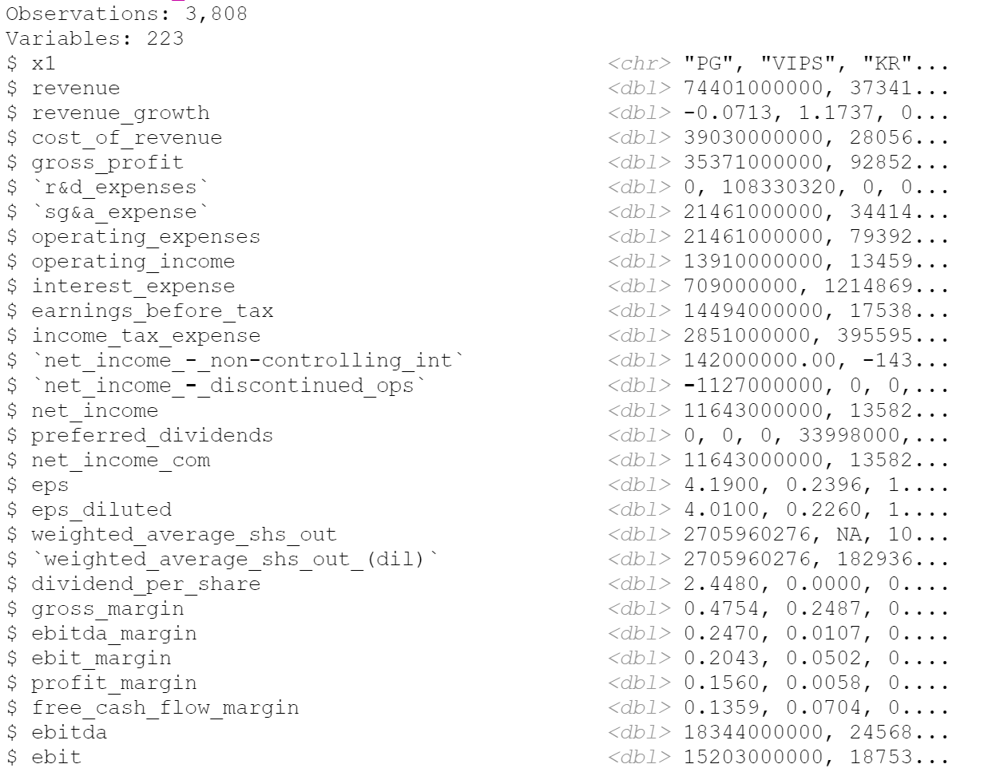 Observations: 3,808
Variables: 223
$ x1 <chr> "PG", "VIPS", "KR"...
$ revenue <dbl> 74401000000, 37341...
$ revenue_growth <dbl> -0.0713, 1.1737, 0...
$ cost_of_revenue <dbl> 39030000000, 28056...
$ gross_profit <dbl> 35371000000, 92852...
$ `r&d_expenses` <dbl> 0, 108330320, 0, 0...
$ `sg&a_expense` <dbl> 21461000000, 34414...
$ operating_expenses <dbl> 21461000000, 79392...
$ operating_income <dbl> 13910000000, 13459...
$ interest_expense <dbl> 709000000, 1214869...
$ earnings_before_tax <dbl> 14494000000, 17538...
$ income_tax_expense <dbl> 2851000000, 395595...
$ `net_income_-_non-controlling_int` <dbl> 142000000.00, -143...
$ `net_income_-_discontinued_ops` <dbl> -1127000000, 0, 0,...
$ net_income <dbl> 11643000000, 13582...
$ preferred_dividends <dbl> 0, 0, 0, 33998000,...
$ net_income_com <dbl> 11643000000, 13582...
$ eps <dbl> 4.1900, 0.2396, 1....
$ eps_diluted <dbl> 4.0100, 0.2260, 1....
$ weighted_average_shs_out <dbl> 2705960276, NA, 10...
$ `weighted_average_shs_out_(dil)` <dbl> 2705960276, 182936...
$ dividend_per_share <dbl> 2.4480, 0.0000, 0....
$ gross_margin <dbl> 0.4754, 0.2487, 0....
$ ebitda_margin <dbl> 0.2470, 0.0107, 0....
$ ebit_margin <dbl> 0.2043, 0.0502, 0....
$ profit_margin <dbl> 0.1560, 0.0058, 0....
$ free_cash_flow_margin <dbl> 0.1359, 0.0704, 0....
$ ebitda <dbl> 18344000000, 24568...
$ ebit <dbl> 15203000000, 18753...